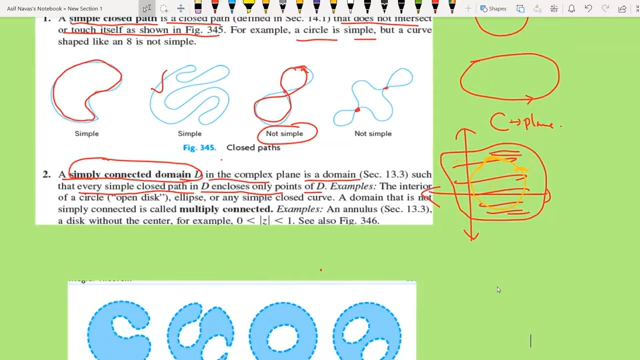 Asif Navas's Notebook » New Section 1
1. A simple closed path is a closed path (defined in Sec. 14.1) that does not intersect
or touch itself as shown in Fig. 345. For example, a circle is simple, but a curve
shaped like an 8 is not simple.
Simple
Simple
Not simple
Not simple
Fig. 345. Closed paths
C → plane.
2. A simply connected domain D in the complex plane is a domain (Sec. 13.3) such
that every simple closed path in D encloses only points of D. Examples: The interior
of a circle ("open disk"), ellipse, or any simple closed curve. A domain that is not
simply connected is called multiply connected. Examples: An annulus (Sec. 13.3),
a disk without the center, for example, 0 < |z| < 1. See also Fig. 346.